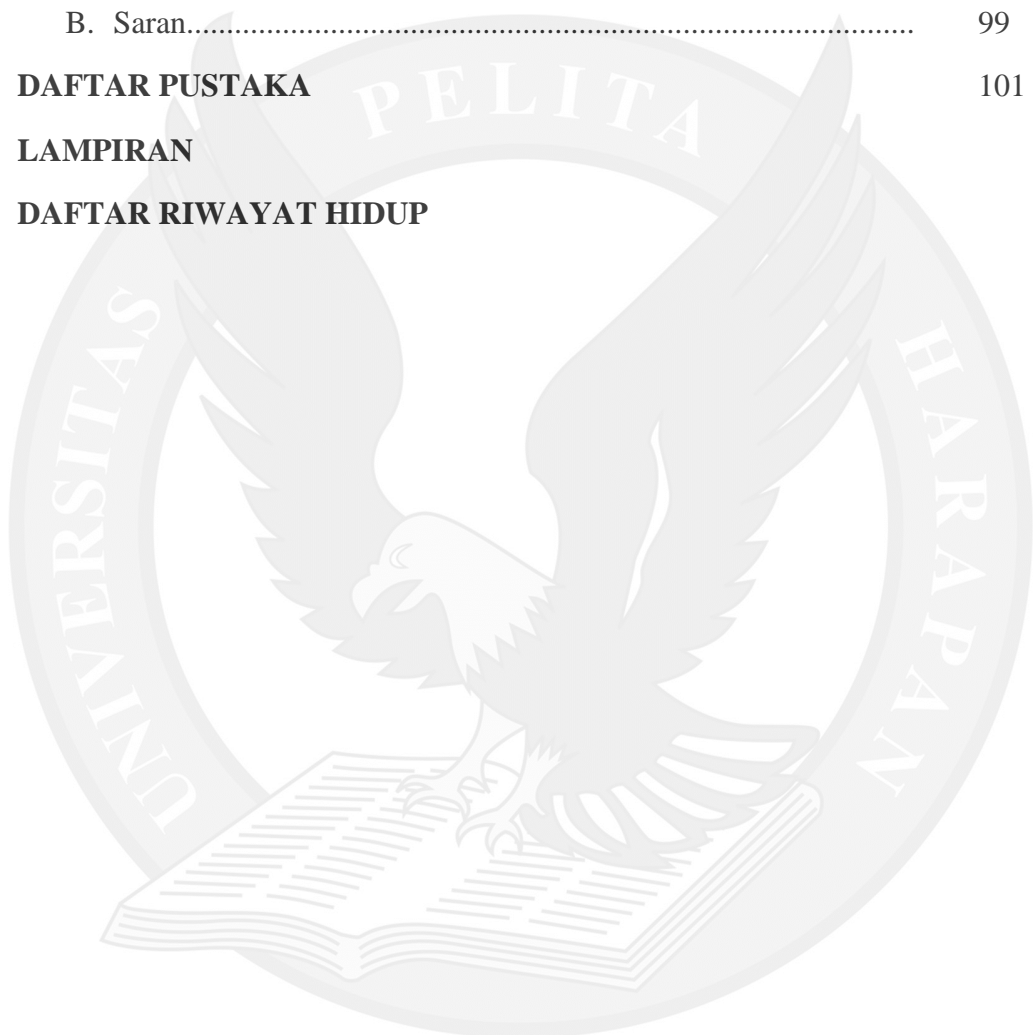 B. Saran................................................................................ 99
DAFTAR PUSTAKA 101
LAMPIRAN
DAFTAR RIWAYAT HIDUP
UNIVERSITAS PELITA HARAPAN